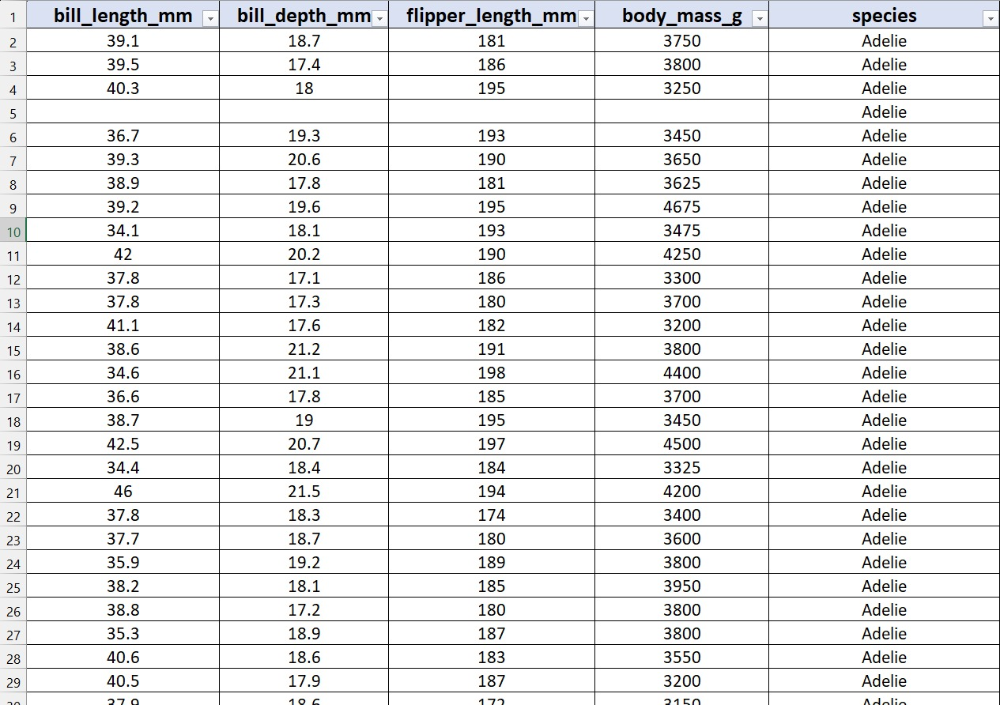 1 bill_length_mm bill_depth_mm flipper_length_mm body_mass_g species
2 39.1 18.7 181 3750 Adelie
3 39.5 17.4 186 3800 Adelie
4 40.3 18 195 3250 Adelie
5 Adelie
6 36.7 19.3 193 3450 Adelie
7 39.3 20.6 190 3650 Adelie
8 38.9 17.8 181 3625 Adelie
9 39.2 19.6 195 4675 Adelie
10 34.1 18.1 193 3475 Adelie
11 42 20.2 190 4250 Adelie
12 37.8 17.1 186 3300 Adelie
13 37.8 17.3 180 3700 Adelie
14 41.1 17.6 182 3200 Adelie
15 38.6 21.2 191 3800 Adelie
16 34.6 21.1 198 4400 Adelie
17 36.6 17.8 185 3700 Adelie
18 38.7 19 195 3450 Adelie
19 42.5 20.7 197 4500 Adelie
20 34.4 18.4 184 3325 Adelie
21 46 21.5 194 4200 Adelie
22 37.8 18.3 174 3400 Adelie
23 37.7 18.7 180 3600 Adelie
24 35.9 19.2 189 3800 Adelie
25 38.2 18.1 185 3950 Adelie
26 38.8 17.2 180 3800 Adelie
27 35.3 18.9 187 3800 Adelie
28 40.6 18.6 183 3550 Adelie
29 40.5 17.9 187 3200 Adelie
37.9 18.6 172 3150 Adelie